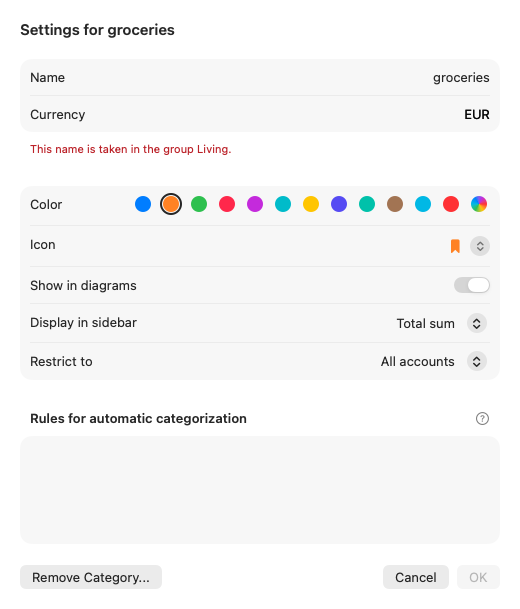 Settings for groceries
Name groceries
Currency EUR
This name is taken in the group Living.
Color
Icon
Show in diagrams
Display in sidebar Total sum
Restrict to All accounts
Rules for automatic categorization ?
Remove Category... Cancel OK